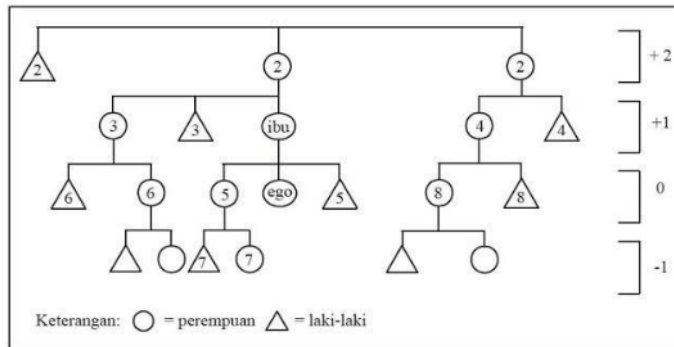 2 2 2 + 2
3 3 ibu 4 4 +1
6 6 5 ego 5 8 8 0
7 7 -1
Keterangan: = perempuan = laki-laki